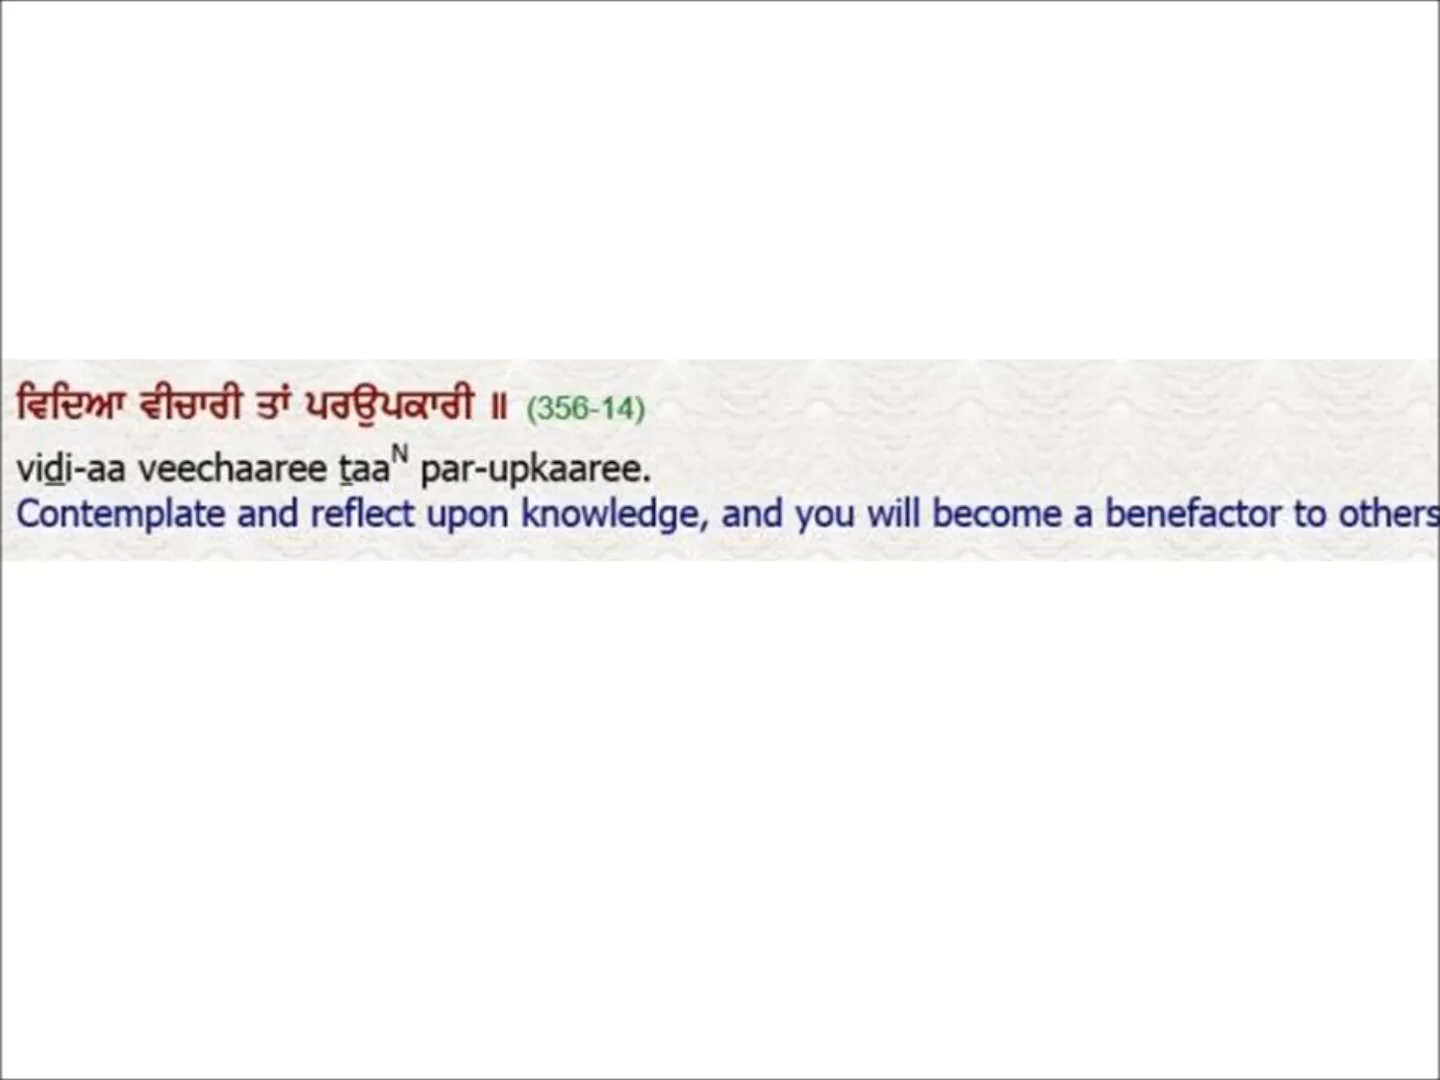 ਵਿਦਿਆ ਵੀਚਾਰੀ ਤਾਂ ਪਰਉਪਕਾਰੀ ॥ (356-14)
vidi-aa veechaaree taaᴺ par-upkaaree.
Contemplate and reflect upon knowledge, and you will become a benefactor to others